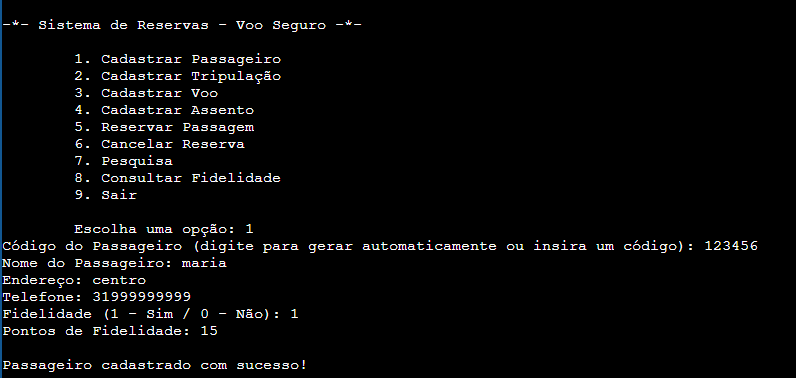 -*- Sistema de Reservas - Voo Seguro -*-
1. Cadastrar Passageiro
2. Cadastrar Tripulação
3. Cadastrar Voo
4. Cadastrar Assento
5. Reservar Passagem
6. Cancelar Reserva
7. Pesquisa
8. Consultar Fidelidade
9. Sair
Escolha uma opção: 1
Código do Passageiro (digite para gerar automaticamente ou insira um código): 123456
Nome do Passageiro: maria
Endereço: centro
Telefone: 31999999999
Fidelidade (1 - Sim / 0 - Não): 1
Pontos de Fidelidade: 15
Passageiro cadastrado com sucesso!